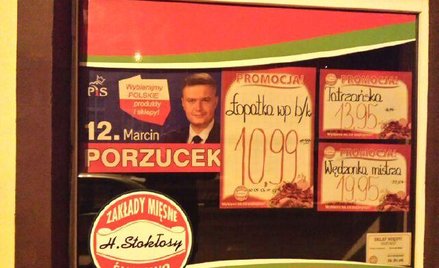 PiS
Wybierajmy
POLSKIE
produkty
i sklepy!
12. Marcin
PORZUCEK
PROMOCJA!
Łopatka wp b/k
10,99
PROMOCJA!
Tatrzańska
13,95
PROMOCJA!
Wędzonka mistrza
19,95
ZAKŁADY MIĘSNE
H. Stokłosy